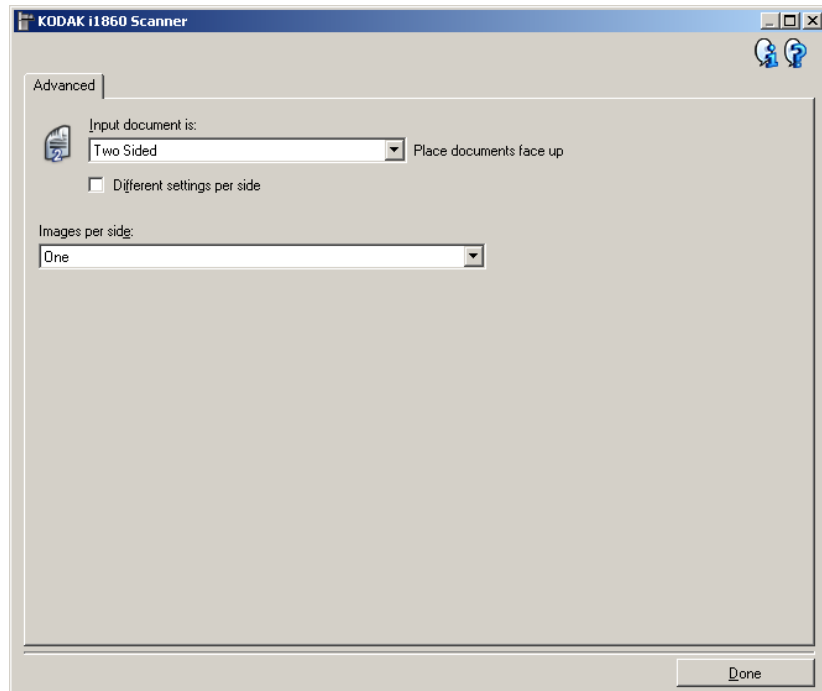 KODAK i1860 Scanner
Advanced
Input document is:
Two Sided
Place documents face up
Different settings per side
Images per side:
One
Done